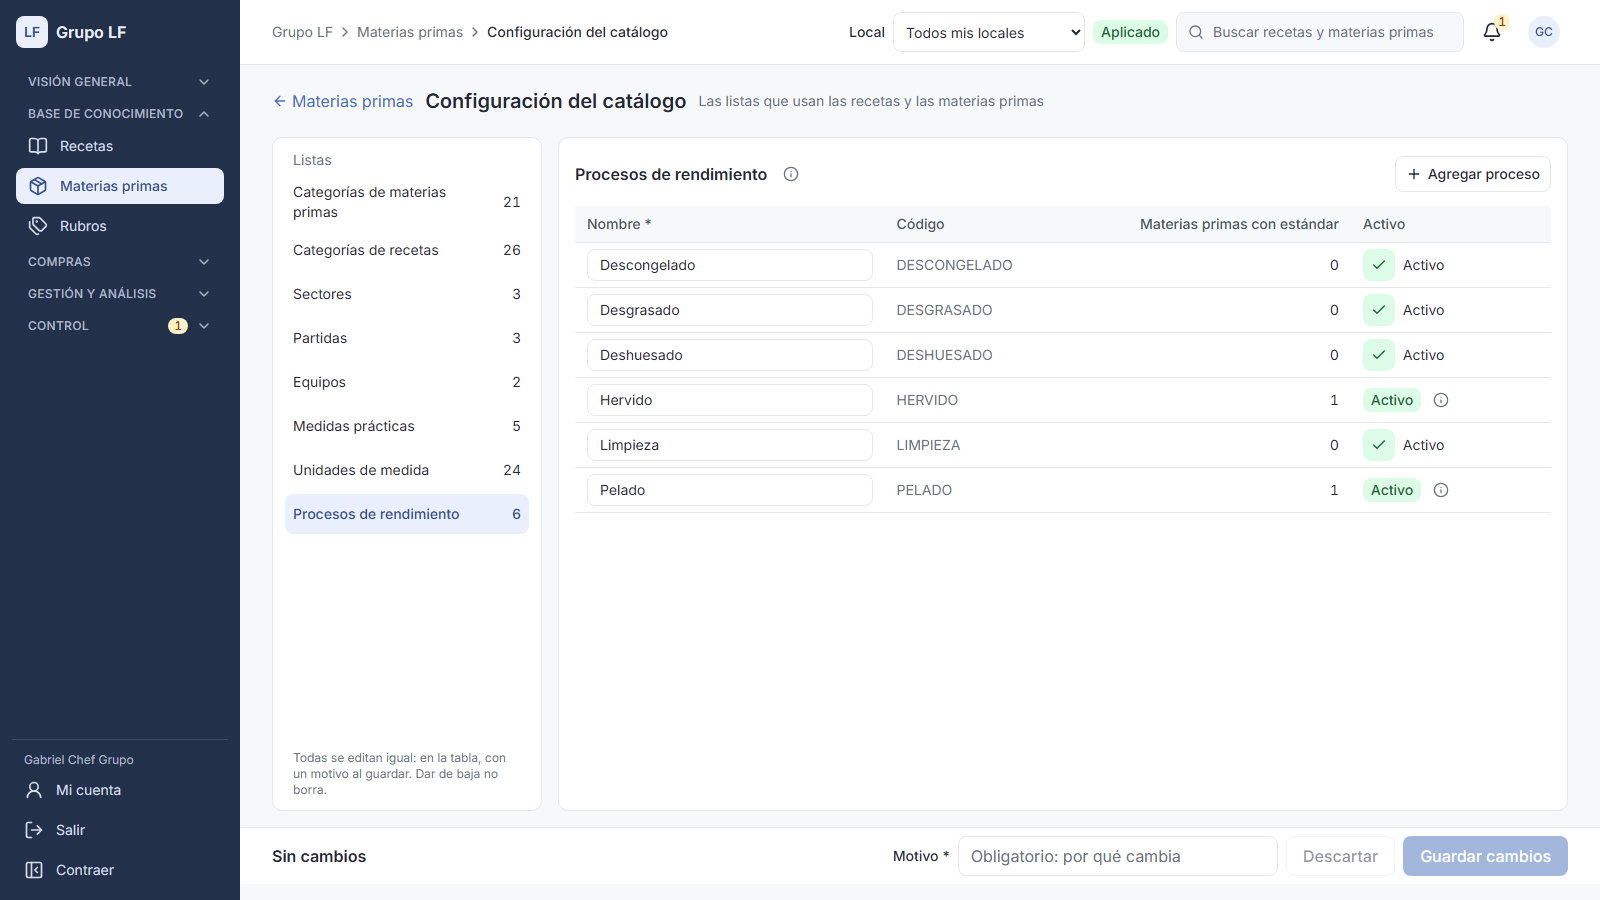 LF Grupo LF
VISIÓN GENERAL
BASE DE CONOCIMIENTO
Recetas
Materias primas
Rubros
COMPRAS
GESTIÓN Y ANÁLISIS
CONTROL 1
Gabriel Chef Grupo
Mi cuenta
Salir
Contraer
Grupo LF Materias primas Configuración del catálogo
Local Todos mis locales Aplicado Buscar recetas y materias primas 1 GC
Materias primas Configuración del catálogo Las listas que usan las recetas y las materias primas
Listas
Categorías de materias
primas 21
Categorías de recetas 26
Sectores 3
Partidas 3
Equipos 2
Medidas prácticas 5
Unidades de medida 24
Procesos de rendimiento 6
Todas se editan igual: en la tabla, con
un motivo al guardar. Dar de baja no
borra.
Procesos de rendimiento Agregar proceso
Nombre * Código Materias primas con estándar Activo
Descongelado DESCONGELADO 0 Activo
Desgrasado DESGRASADO 0 Activo
Deshuesado DESHUESADO 0 Activo
Hervido HERVIDO 1 Activo
Limpieza LIMPIEZA 0 Activo
Pelado PELADO 1 Activo
Sin cambios Motivo * Obligatorio: por qué cambia Descartar Guardar cambios